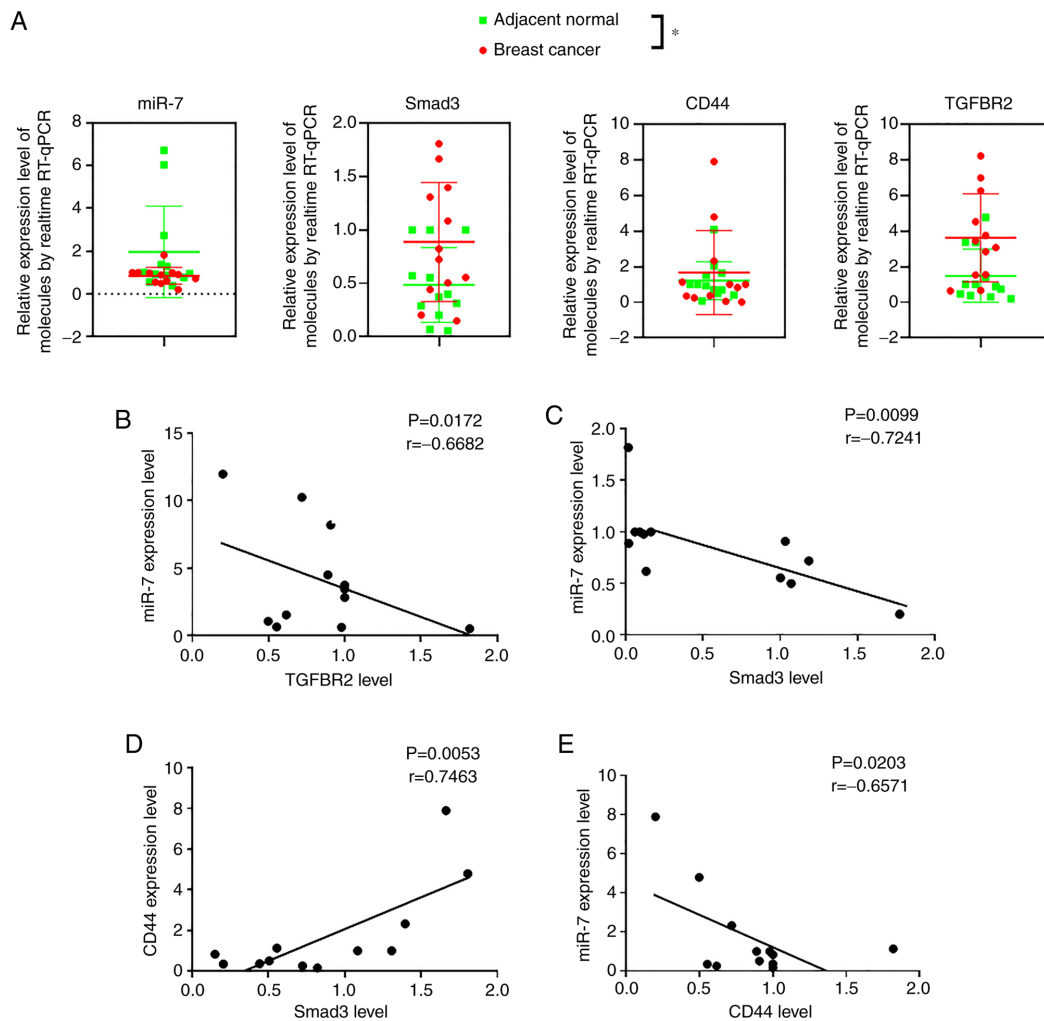 A
Adjacent normal
Breast cancer
*
miR-7
Relative expression level of
molecules by realtime RT-qPCR
8
6
4
2
0
−2
Smad3
Relative expression level of
molecules by realtime RT-qPCR
2.0
1.5
1.0
0.5
0.0
CD44
Relative expression level of
molecules by realtime RT-qPCR
10
8
6
4
2
0
−2
TGFBR2
Relative expression level of
molecules by realtime RT-qPCR
10
8
6
4
2
0
−2
B
P=0.0172
r=−0.6682
miR-7 expression level
15
10
5
0
0.0 0.5 1.0 1.5 2.0
TGFBR2 level
C
P=0.0099
r=−0.7241
miR-7 expression level
2.0
1.5
1.0
0.5
0.0
0.0 0.5 1.0 1.5 2.0
Smad3 level
D
P=0.0053
r=0.7463
CD44 expression level
10
8
6
4
2
0
0.0 0.5 1.0 1.5 2.0
Smad3 level
E
P=0.0203
r=−0.6571
miR-7 expression level
10
8
6
4
2
0
0.0 0.5 1.0 1.5 2.0
CD44 level